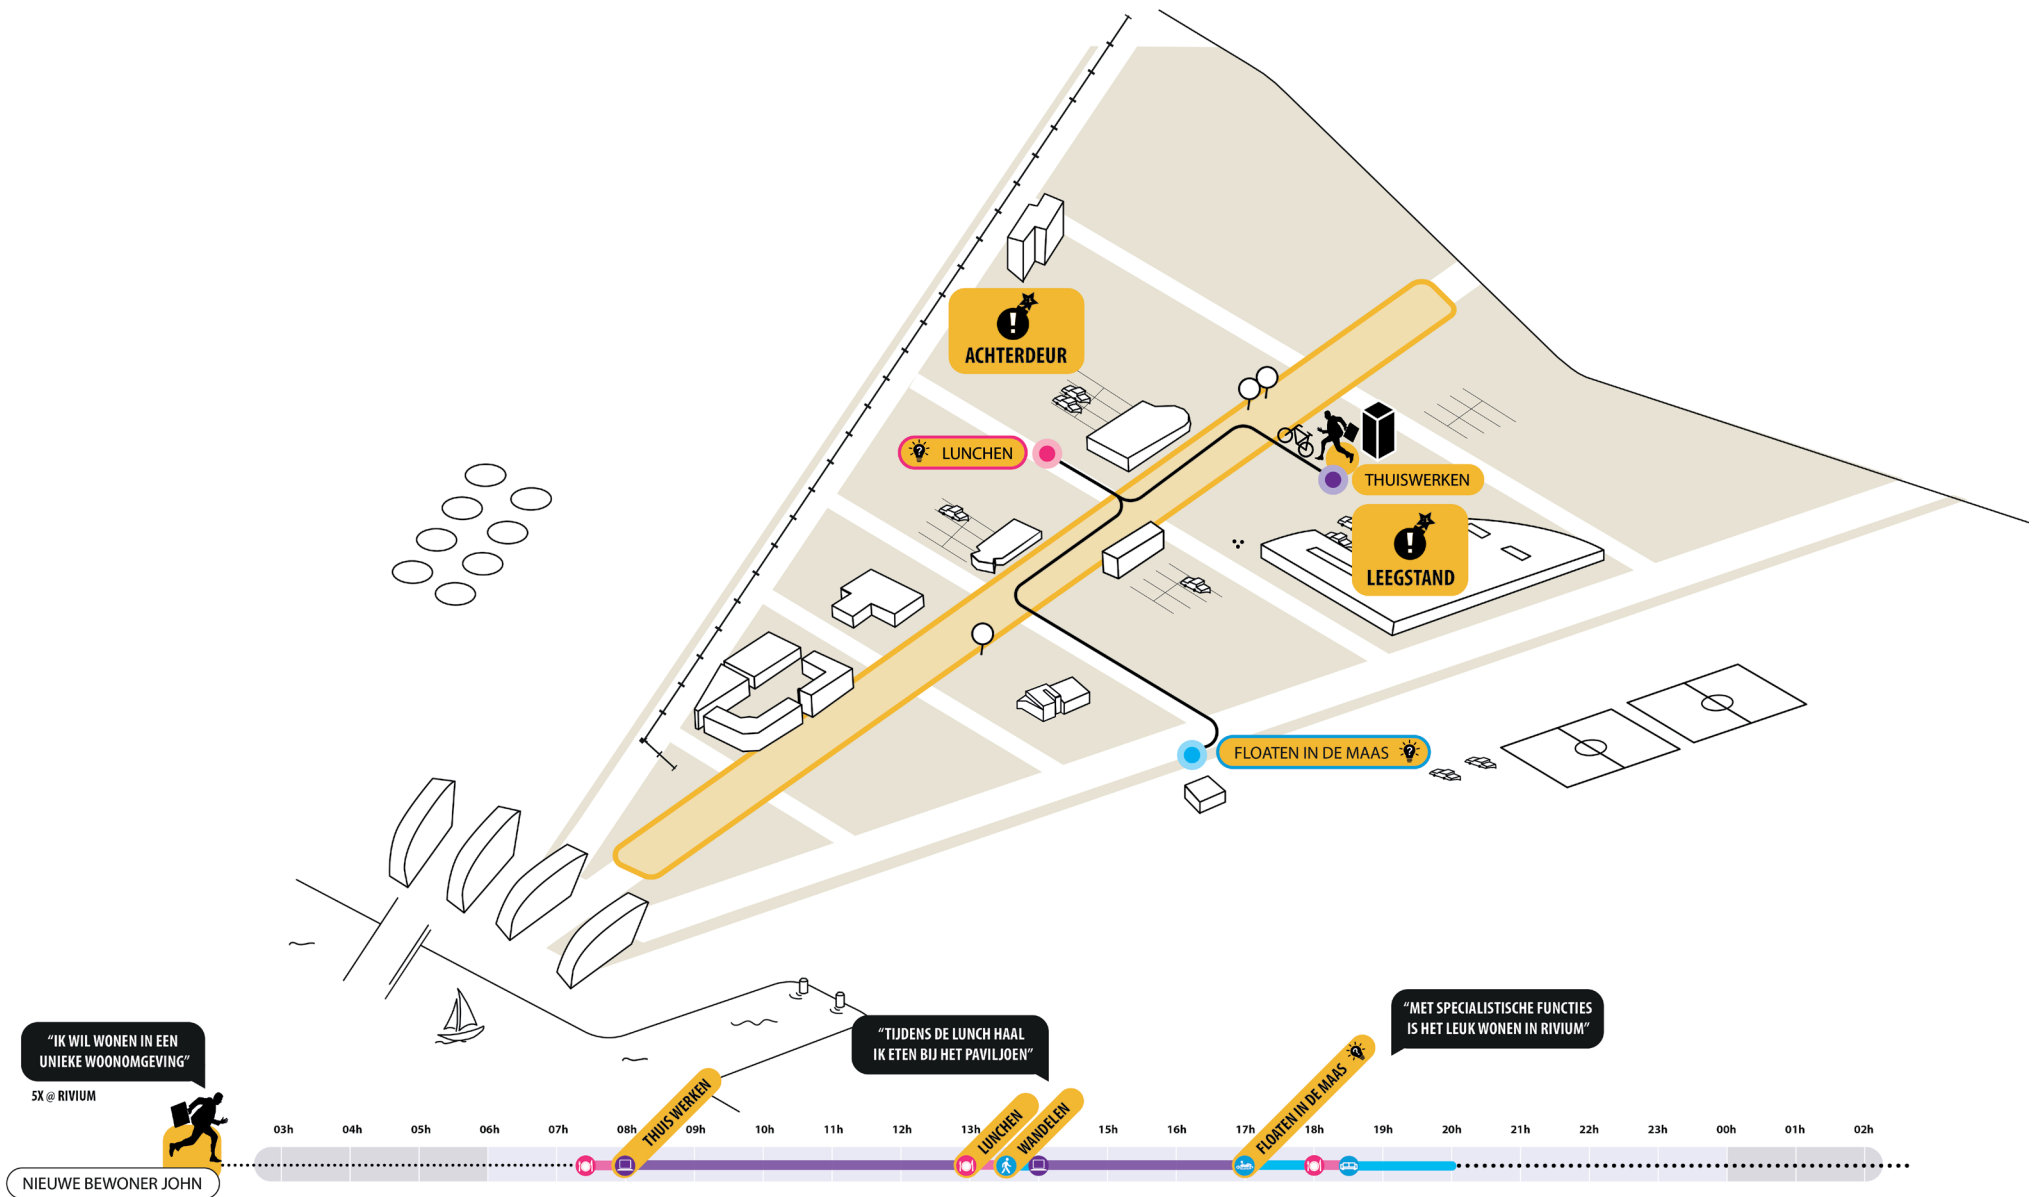 ACHTERDEUR
LUNCHEN
THUISWERKEN
LEEGSTAND
FLOATEN IN DE MAAS
“IK WIL WONEN IN EEN
UNIEKE WOONOMGEVING”
5X @ RIVIUM
NIEUWE BEWONER JOHN
“TIJDENS DE LUNCH HAAL
IK ETEN BIJ HET PAVILJOEN”
“MET SPECIALISTISCHE FUNCTIES
IS HET LEUK WONEN IN RIVIUM”
THUIS WERKEN
LUNCHEN
WANDELEN
FLOATEN IN DE MAAS
03h 04h 05h 06h 07h 08h 09h 10h 11h 12h 13h 15h 16h 17h 18h 19h 20h 21h 22h 23h 00h 01h 02h